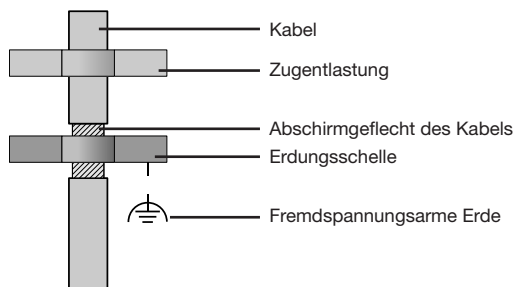 Kabel
Zugentlastung
Abschirmgeflecht des Kabels
Erdungsschelle
Fremdspannungsarme Erde